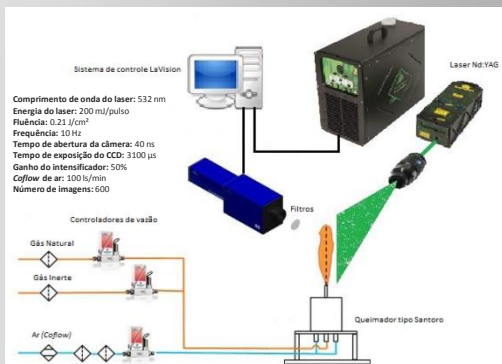 Sistema de controle LaVision
Laser Nd:YAG
Comprimento de onda do laser: 532 nm
Energia do laser: 200 mJ/pulso
Fluência: 0.21 J/cm²
Frequência: 10 Hz
Tempo de abertura da câmera: 40 ns
Tempo de exposição do CCD: 3100 µs
Ganho do intensificador: 50%
Coflow de ar: 100 ls/min
Número de imagens: 600
Filtros
Controladores de vazão
Gás Natural
Gás Inerte
Queimador tipo Santoro
Ar (Coflow)